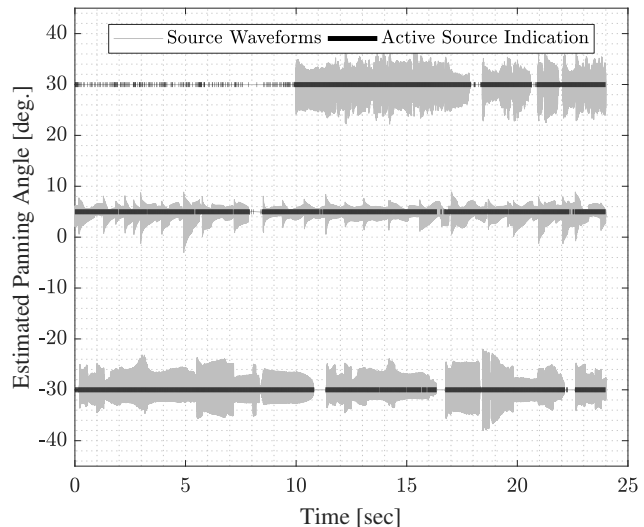 Source Waveforms Active Source Indication
40
30
20
10
0
-10
-20
-30
-40
Estimated Panning Angle [deg.]
0 5 10 15 20 25
Time [sec]